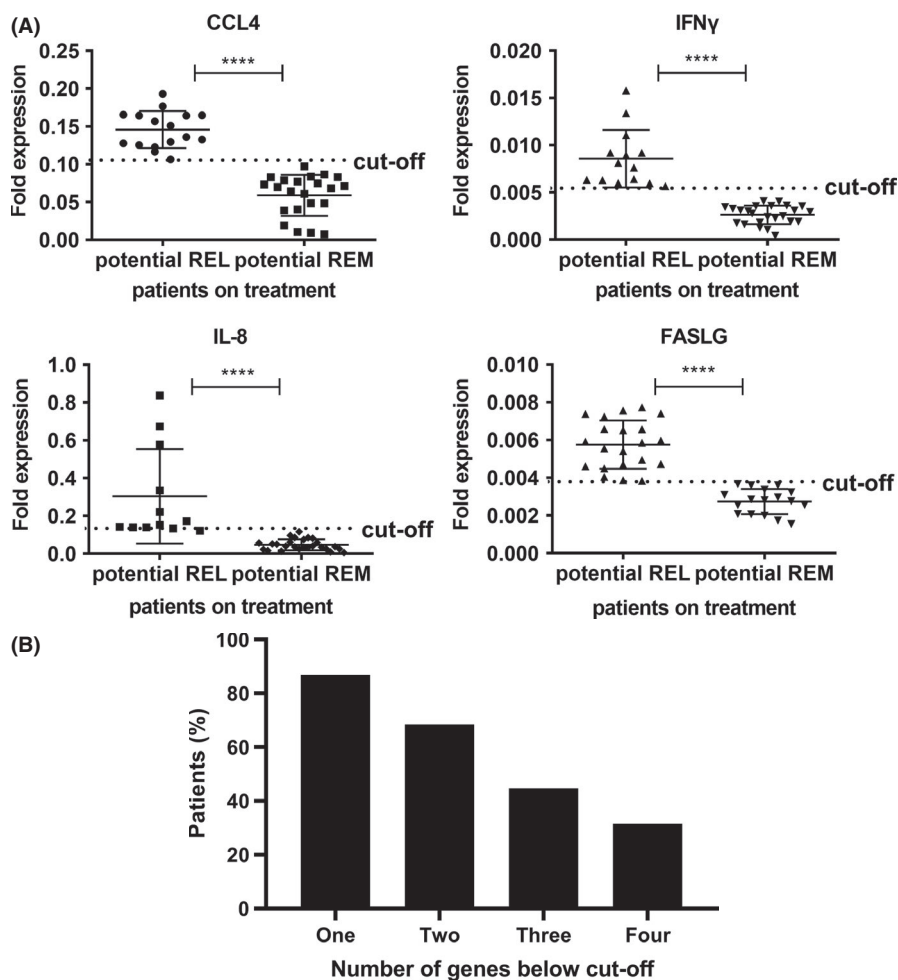 (A)
CCL4
Fold expression
0.25
0.20
0.15
0.10
0.05
0.00
****
cut-off
potential REL potential REM
patients on treatment
IFNγ
Fold expression
0.020
0.015
0.010
0.005
0.000
****
cut-off
potential REL potential REM
patients on treatment
IL-8
Fold expression
1.0
0.8
0.6
0.4
0.2
0.0
****
cut-off
potential REL potential REM
patients on treatment
FASLG
Fold expression
0.010
0.008
0.006
0.004
0.002
0.000
****
cut-off
potential REL potential REM
patients on treatment
(B)
Patients (%)
100
80
60
40
20
0
One Two Three Four
Number of genes below cut-off